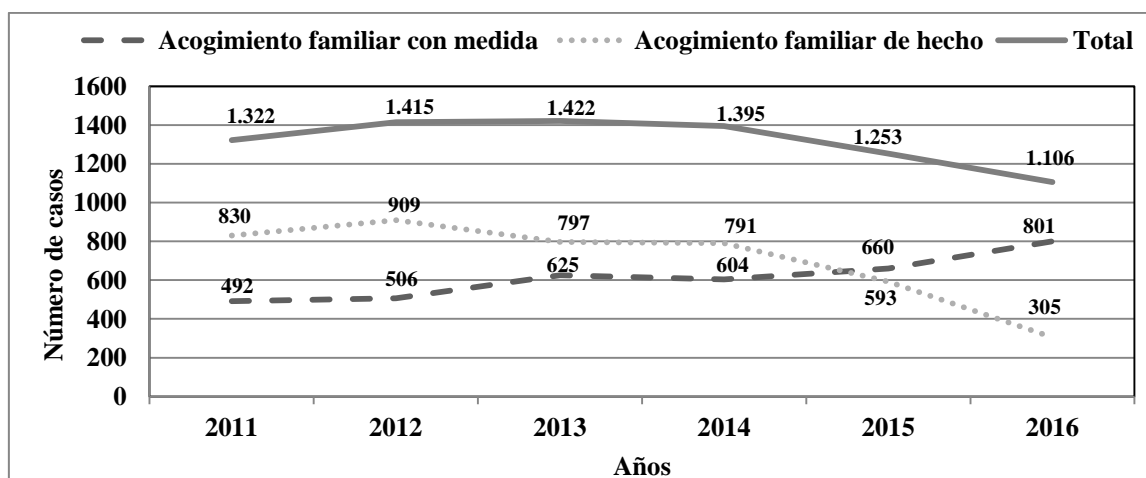 Acogimiento familiar con medida Acogimiento familiar de hecho Total
Número de casos
1600
1400
1200
1000
800
600
400
200
0
1.322 1.415 1.422 1.395 1.253 1.106
830 909 797 791 660 801
492 506 625 604 593 305
2011 2012 2013 2014 2015 2016
Años